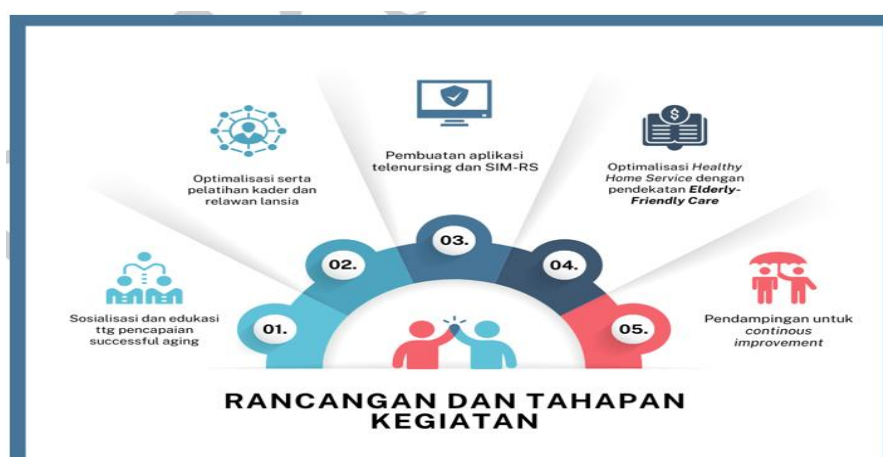 Sosialisasi dan edukasi
ttg pencapaian
successful aging
01.
Optimalisasi serta
pelatihan kader dan
relawan lansia
02.
Pembuatan aplikasi
telenursing dan SIM-RS
03.
Optimalisasi Healthy
Home Service dengan
pendekatan Elderly-
Friendly Care
04.
Pendampingan untuk
continous
improvement
05.
RANCANGAN DAN TAHAPAN
KEGIATAN